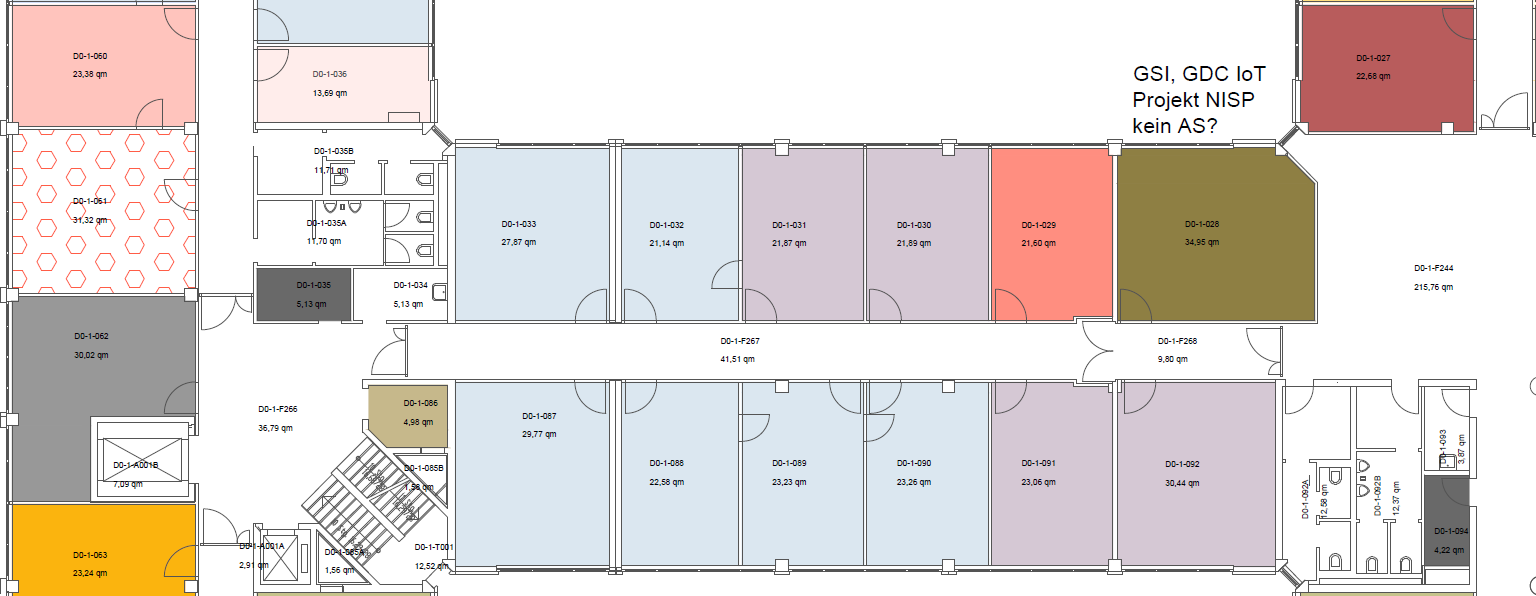 D0-1-060
23,38 qm
D0-1-036
13,69 qm
GSI, GDC IoT
Projekt NISP
kein AS?
D0-1-027
22,68 qm
D0-1-035B
11,71 qm
D0-1-061
31,32 qm
D0-1-035A
11,70 qm
D0-1-033
27,87 qm
D0-1-032
21,14 qm
D0-1-031
21,87 qm
D0-1-030
21,89 qm
D0-1-029
21,60 qm
D0-1-028
34,95 qm
D0-1-F244
215,76 qm
D0-1-035
5,13 qm
D0-1-034
5,13 qm
D0-1-062
30,02 qm
D0-1-F267
41,51 qm
D0-1-F268
9,80 qm
D0-1-F266
36,79 qm
D0-1-086
4,98 qm
D0-1-087
29,77 qm
D0-1-088
22,58 qm
D0-1-089
23,23 qm
D0-1-090
23,26 qm
D0-1-091
23,06 qm
D0-1-092
30,44 qm
D0-1-093
3,87 qm
D0-1-A001B
7,09 qm
D0-1-085B
1,56 qm
D0-1-092A
12,58 qm
D0-1-092B
12,37 qm
D0-1-094
4,22 qm
D0-1-063
23,24 qm
D0-1-A001A
2,91 qm
D0-1-085A
1,56 qm
D0-1-T001
12,52 qm